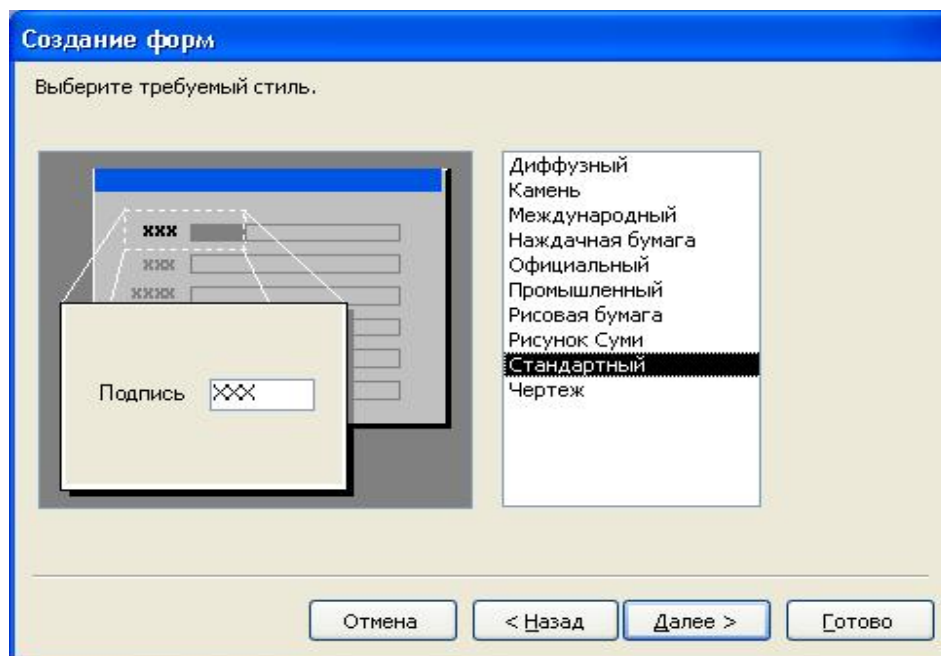 Создание форм
Выберите требуемый стиль.
xxx
xxx
xxxx
Подпись XXX
Диффузный
Камень
Международный
Наждачная бумага
Официальный
Промышленный
Рисовая бумага
Рисунок Суми
Стандартный
Чертеж
Отмена < Назад Далее > Готово